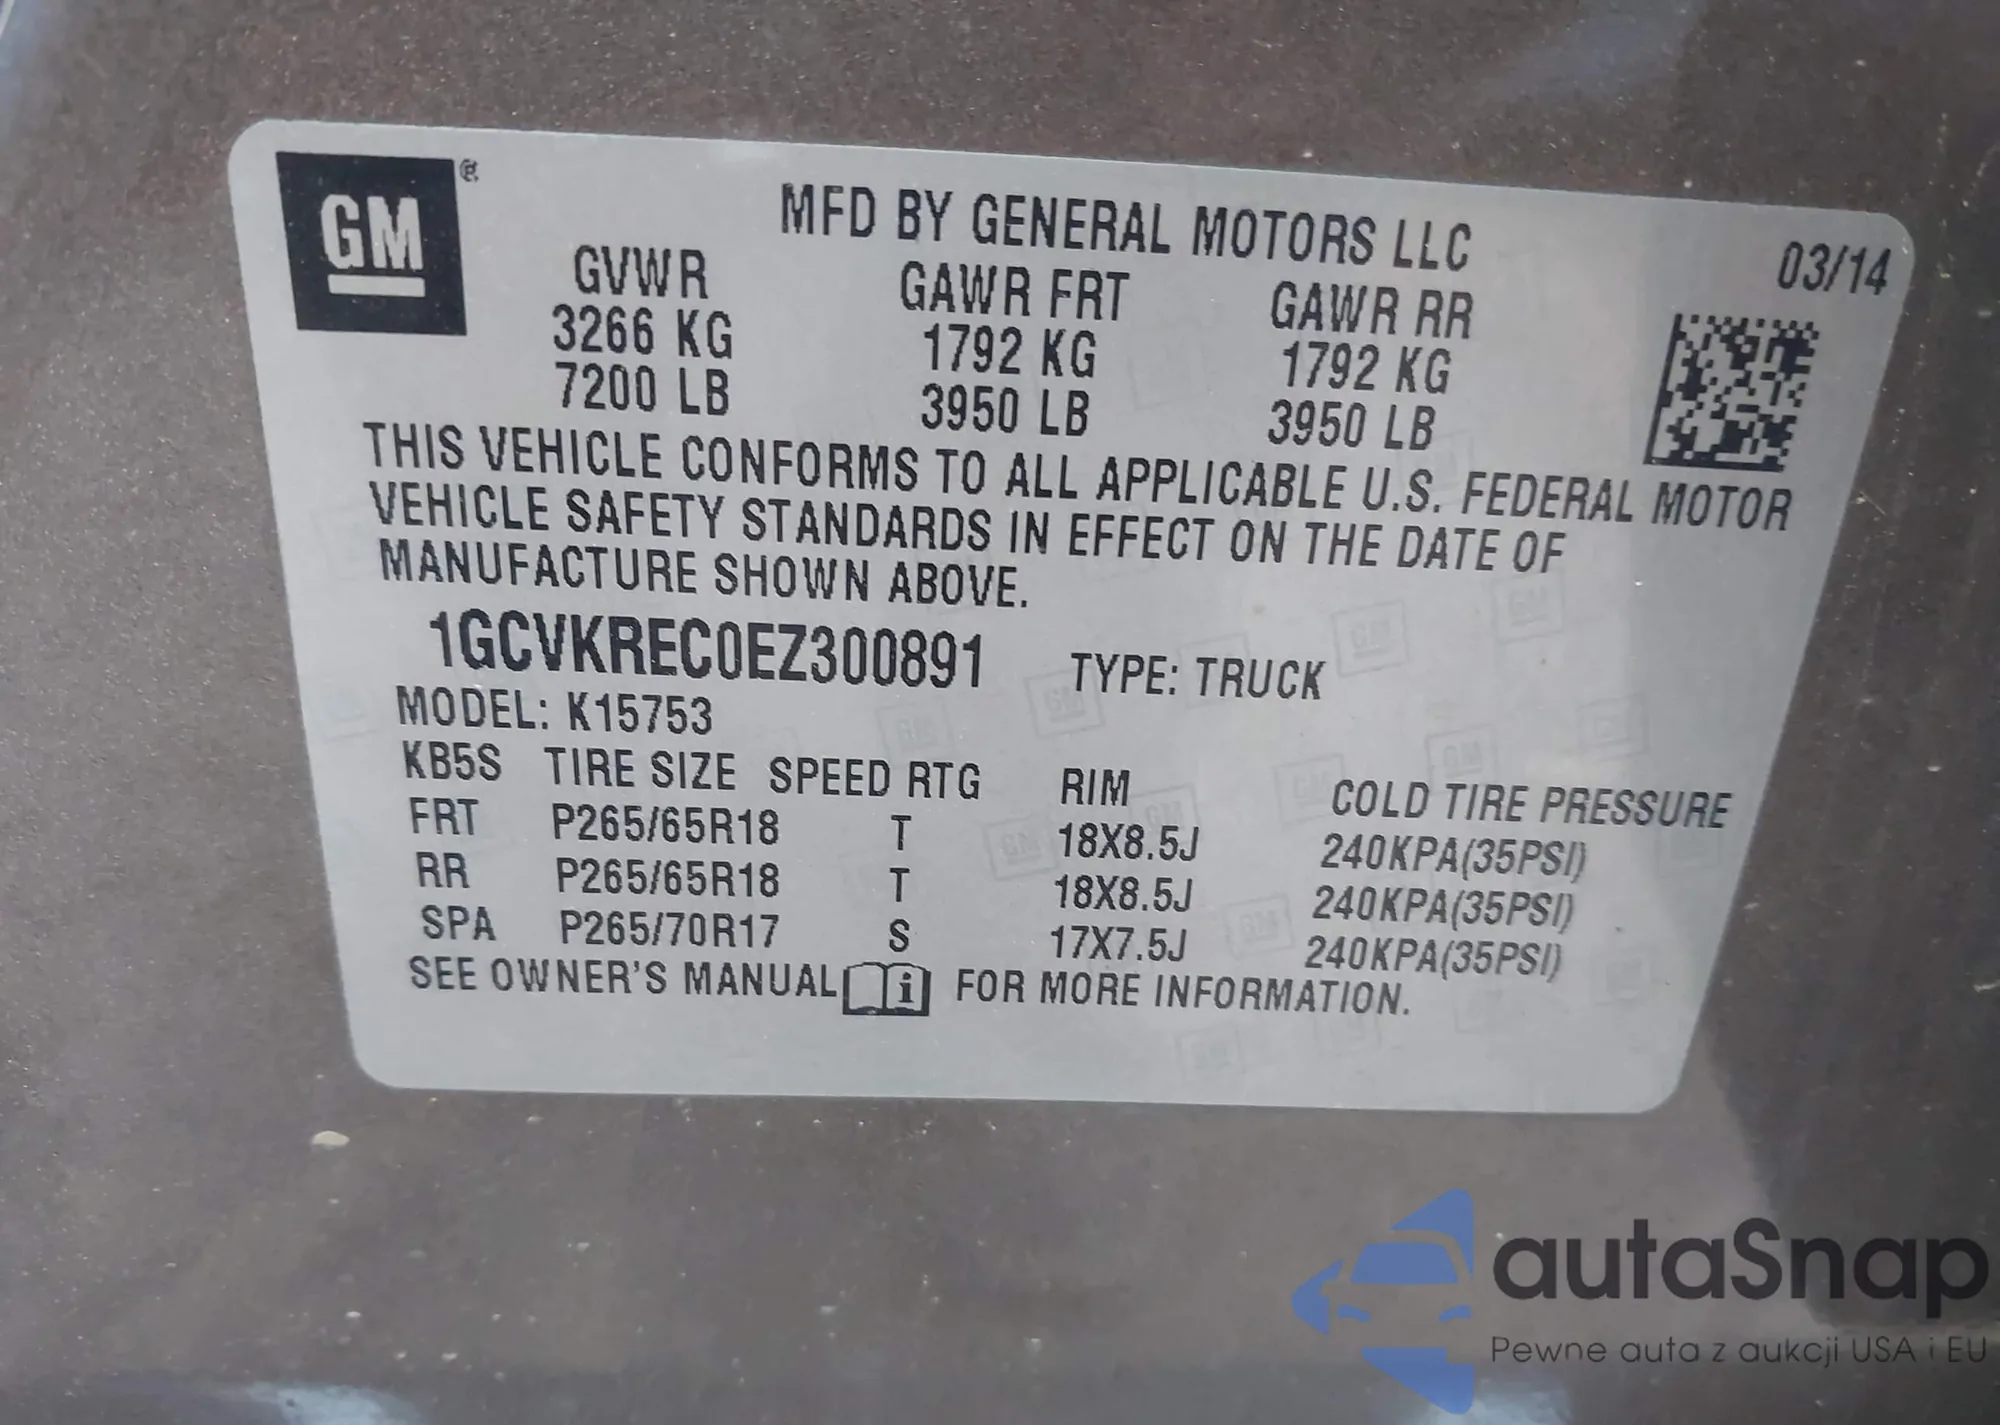 GM ®
MFD BY GENERAL MOTORS LLC
03/14
GVWR GAWR FRT GAWR RR
3266 KG 1792 KG 1792 KG
7200 LB 3950 LB 3950 LB
THIS VEHICLE CONFORMS TO ALL APPLICABLE U.S. FEDERAL MOTOR
VEHICLE SAFETY STANDARDS IN EFFECT ON THE DATE OF
MANUFACTURE SHOWN ABOVE.
1GCVKREC0EZ300891 TYPE: TRUCK
MODEL: K15753
KB5S TIRE SIZE SPEED RTG RIM COLD TIRE PRESSURE
FRT P265/65R18 T 18X8.5J 240KPA(35PSI)
RR P265/65R18 T 18X8.5J 240KPA(35PSI)
SPA P265/70R17 S 17X7.5J 240KPA(35PSI)
SEE OWNER'S MANUAL i FOR MORE INFORMATION.
autaSnap
Pewne auta z aukcji USA i EU